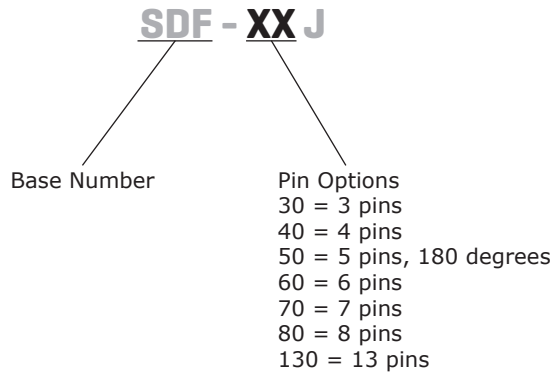 SDF - XX J
Base Number
Pin Options
30 = 3 pins
40 = 4 pins
50 = 5 pins, 180 degrees
60 = 6 pins
70 = 7 pins
80 = 8 pins
130 = 13 pins